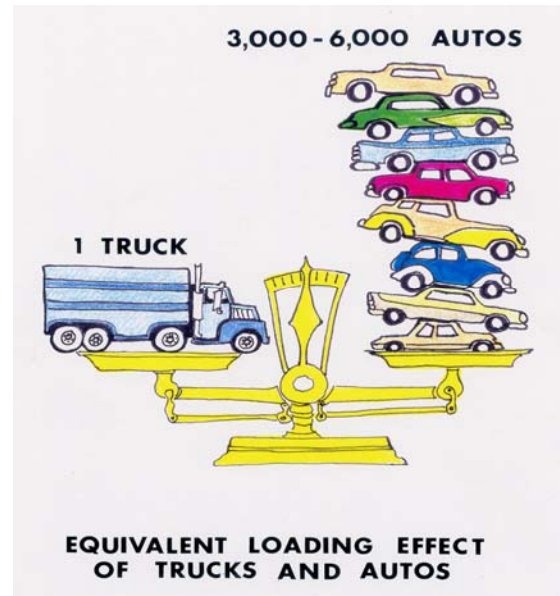 3,000 - 6,000 AUTOS
1 TRUCK
EQUIVALENT LOADING EFFECT
OF TRUCKS AND AUTOS